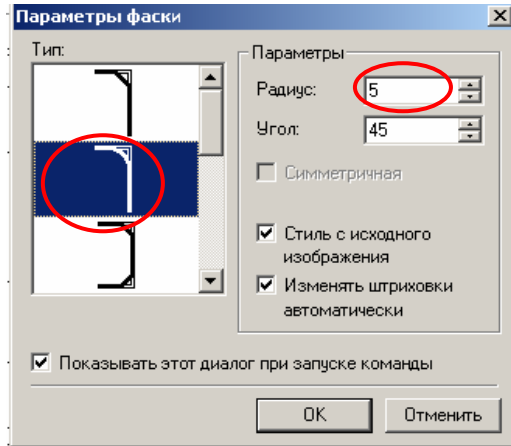 Параметры фаски
Тип:
Параметры
Радиус:
5
Угол:
45
Симметричная
Стиль с исходного
изображения
Изменять штриховки
автоматически
Показывать этот диалог при запуске команды
OK
Отменить